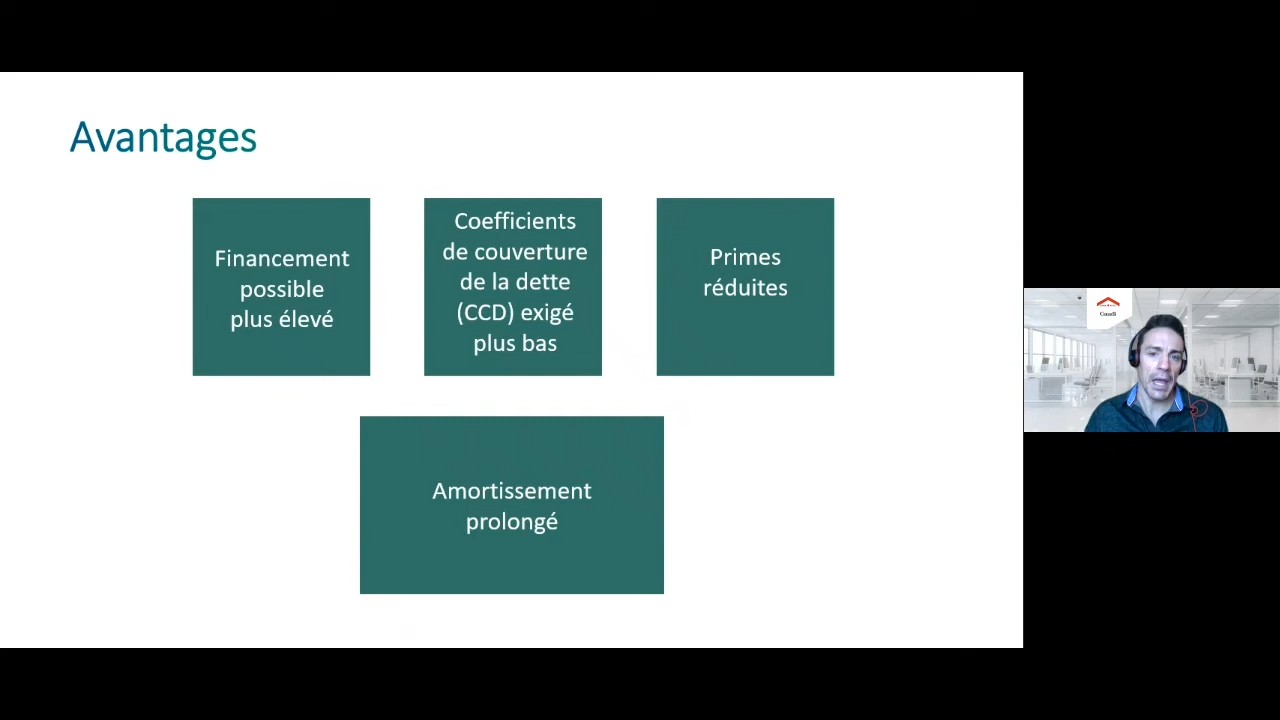 Avantages
Financement
possible
plus élevé
Coefficients
de couverture
de la dette
(CCD) exigé
plus bas
Primes
réduites
Amortissement
prolongé